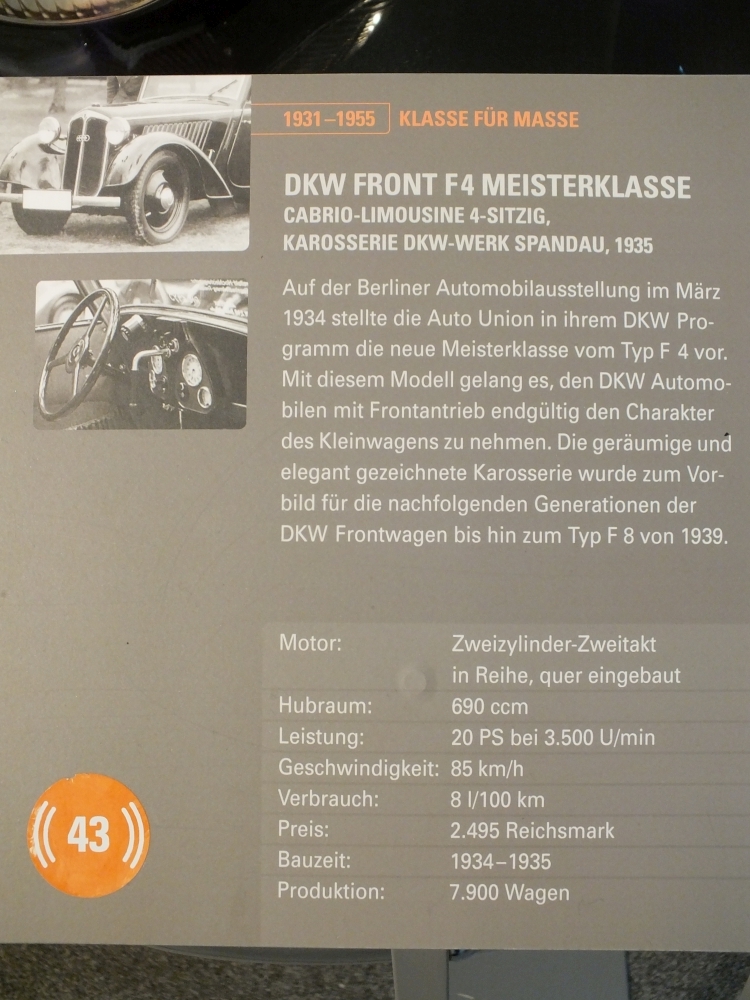 1931–1955 KLASSE FÜR MASSE
DKW FRONT F4 MEISTERKLASSE
CABRIO-LIMOUSINE 4-SITZIG,
KAROSSERIE DKW-WERK SPANDAU, 1935
Auf der Berliner Automobilausstellung im März
1934 stellte die Auto Union in ihrem DKW Pro-
gramm die neue Meisterklasse vom Typ F 4 vor.
Mit diesem Modell gelang es, den DKW Automo-
bilen mit Frontantrieb endgültig den Charakter
des Kleinwagens zu nehmen. Die geräumige und
elegant gezeichnete Karosserie wurde zum Vor-
bild für die nachfolgenden Generationen der
DKW Frontwagen bis hin zum Typ F 8 von 1939.
Motor: Zweizylinder-Zweitakt
in Reihe, quer eingebaut
Hubraum: 690 ccm
Leistung: 20 PS bei 3.500 U/min
Geschwindigkeit: 85 km/h
Verbrauch: 8 l/100 km
Preis: 2.495 Reichsmark
Bauzeit: 1934–1935
Produktion: 7.900 Wagen
43